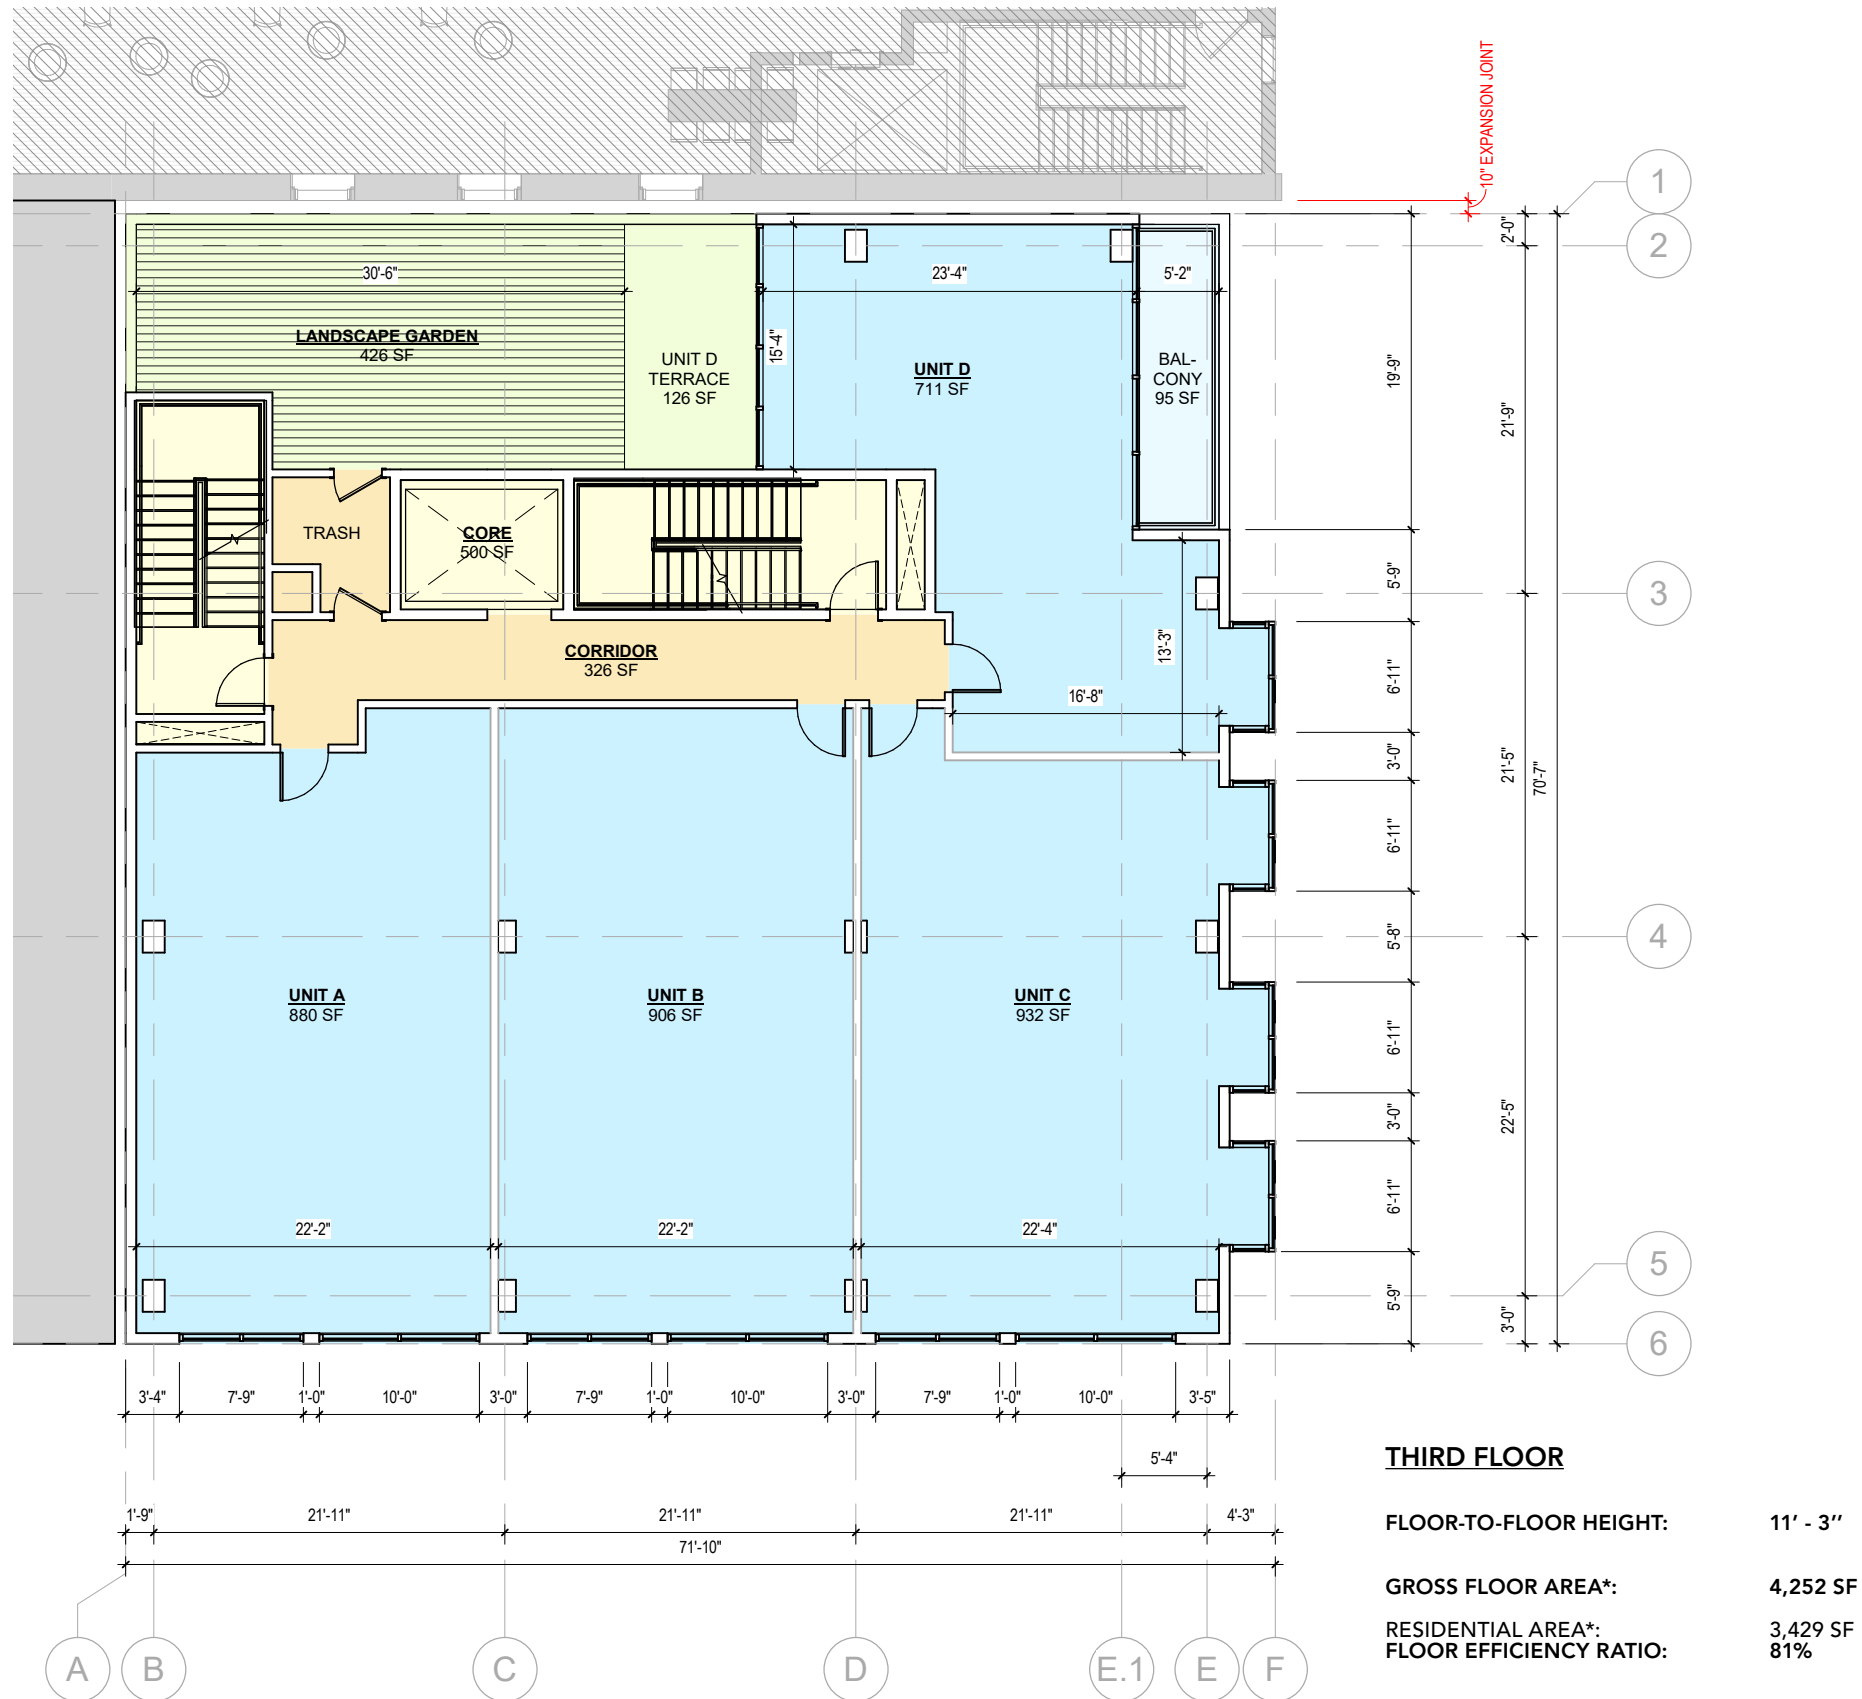 10" EXPANSION JOINT
1
2
2'-0"
30'-6"
23'-4"
5'-2"
LANDSCAPE GARDEN
426 SF
15'-4"
UNIT D
TERRACE
126 SF
UNIT D
711 SF
BAL-
CONY
95 SF
19'-9"
21'-9"
TRASH
CORE
500 SF
5'-9"
3
CORRIDOR
326 SF
13'-3"
16'-8"
6'-11"
3'-0"
21'-5"
70'-7"
6'-11"
5'-8"
4
UNIT A
880 SF
UNIT B
906 SF
UNIT C
932 SF
6'-11"
3'-0"
22'-5"
6'-11"
22'-2"
22'-2"
22'-4"
5
5'-9"
3'-0"
6
3'-4"
7'-9"
1'-0"
10'-0"
3'-0"
7'-9"
1'-0"
10'-0"
3'-0"
7'-9"
1'-0"
10'-0"
3'-5"
5'-4"
1'-9"
21'-11"
21'-11"
21'-11"
4'-3"
71'-10"
A
B
C
D
E.1
E
F
THIRD FLOOR
FLOOR-TO-FLOOR HEIGHT: 11' - 3''
GROSS FLOOR AREA*: 4,252 SF
RESIDENTIAL AREA*: 3,429 SF
FLOOR EFFICIENCY RATIO: 81%